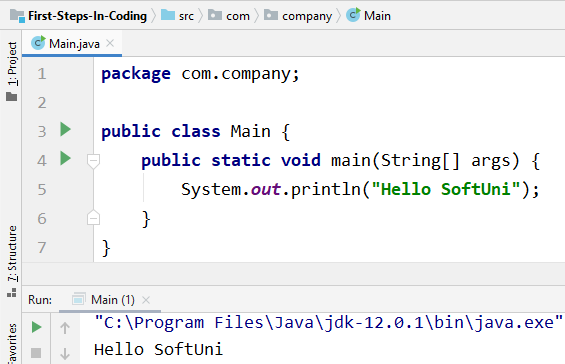 First-Steps-In-Coding src com company Main
1: Project
Main.java
1 package com.company;
2
3 public class Main {
4 public static void main(String[] args) {
5 System.out.println("Hello SoftUni");
6 }
7 }
7: Structure
Favorites
Run: Main (1)
"C:\Program Files\Java\jdk-12.0.1\bin\java.exe"
Hello SoftUni